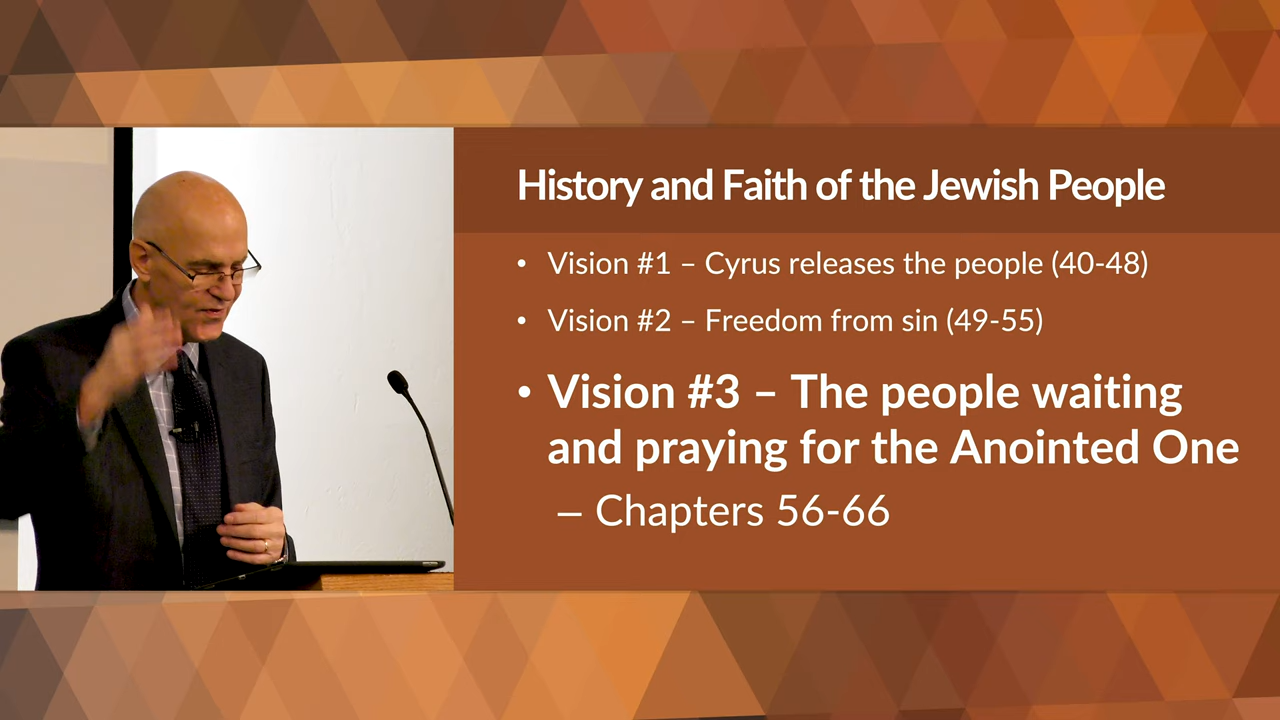 History and Faith of the Jewish People
• Vision #1 – Cyrus releases the people (40-48)
• Vision #2 – Freedom from sin (49-55)
• Vision #3 – The people waiting
and praying for the Anointed One
– Chapters 56-66